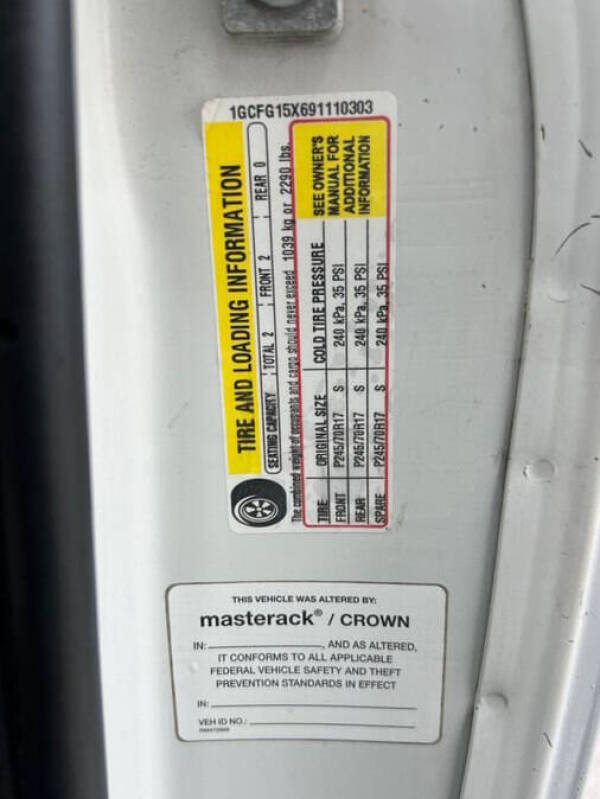 1GCFG15X691110303
TIRE AND LOADING INFORMATION
SEATING CAPACITY TOTAL 2 FRONT 2 REAR 0
The combined weight of occupants and cargo should never exceed 1039 kg or 2290 lbs.
TIRE ORIGINAL SIZE COLD TIRE PRESSURE
FRONT P245/70R17 S 240 kPa, 35 PSI
REAR P245/70R17 S 240 kPa, 35 PSI
SPARE P245/70R17 S 240 kPa, 35 PSI
SEE OWNER'S
MANUAL FOR
ADDITIONAL
INFORMATION
THIS VEHICLE WAS ALTERED BY:
masterack® / CROWN
IN: , AND AS ALTERED,
IT CONFORMS TO ALL APPLICABLE
FEDERAL VEHICLE SAFETY AND THEFT
PREVENTION STANDARDS IN EFFECT
IN:
VEH ID NO.: